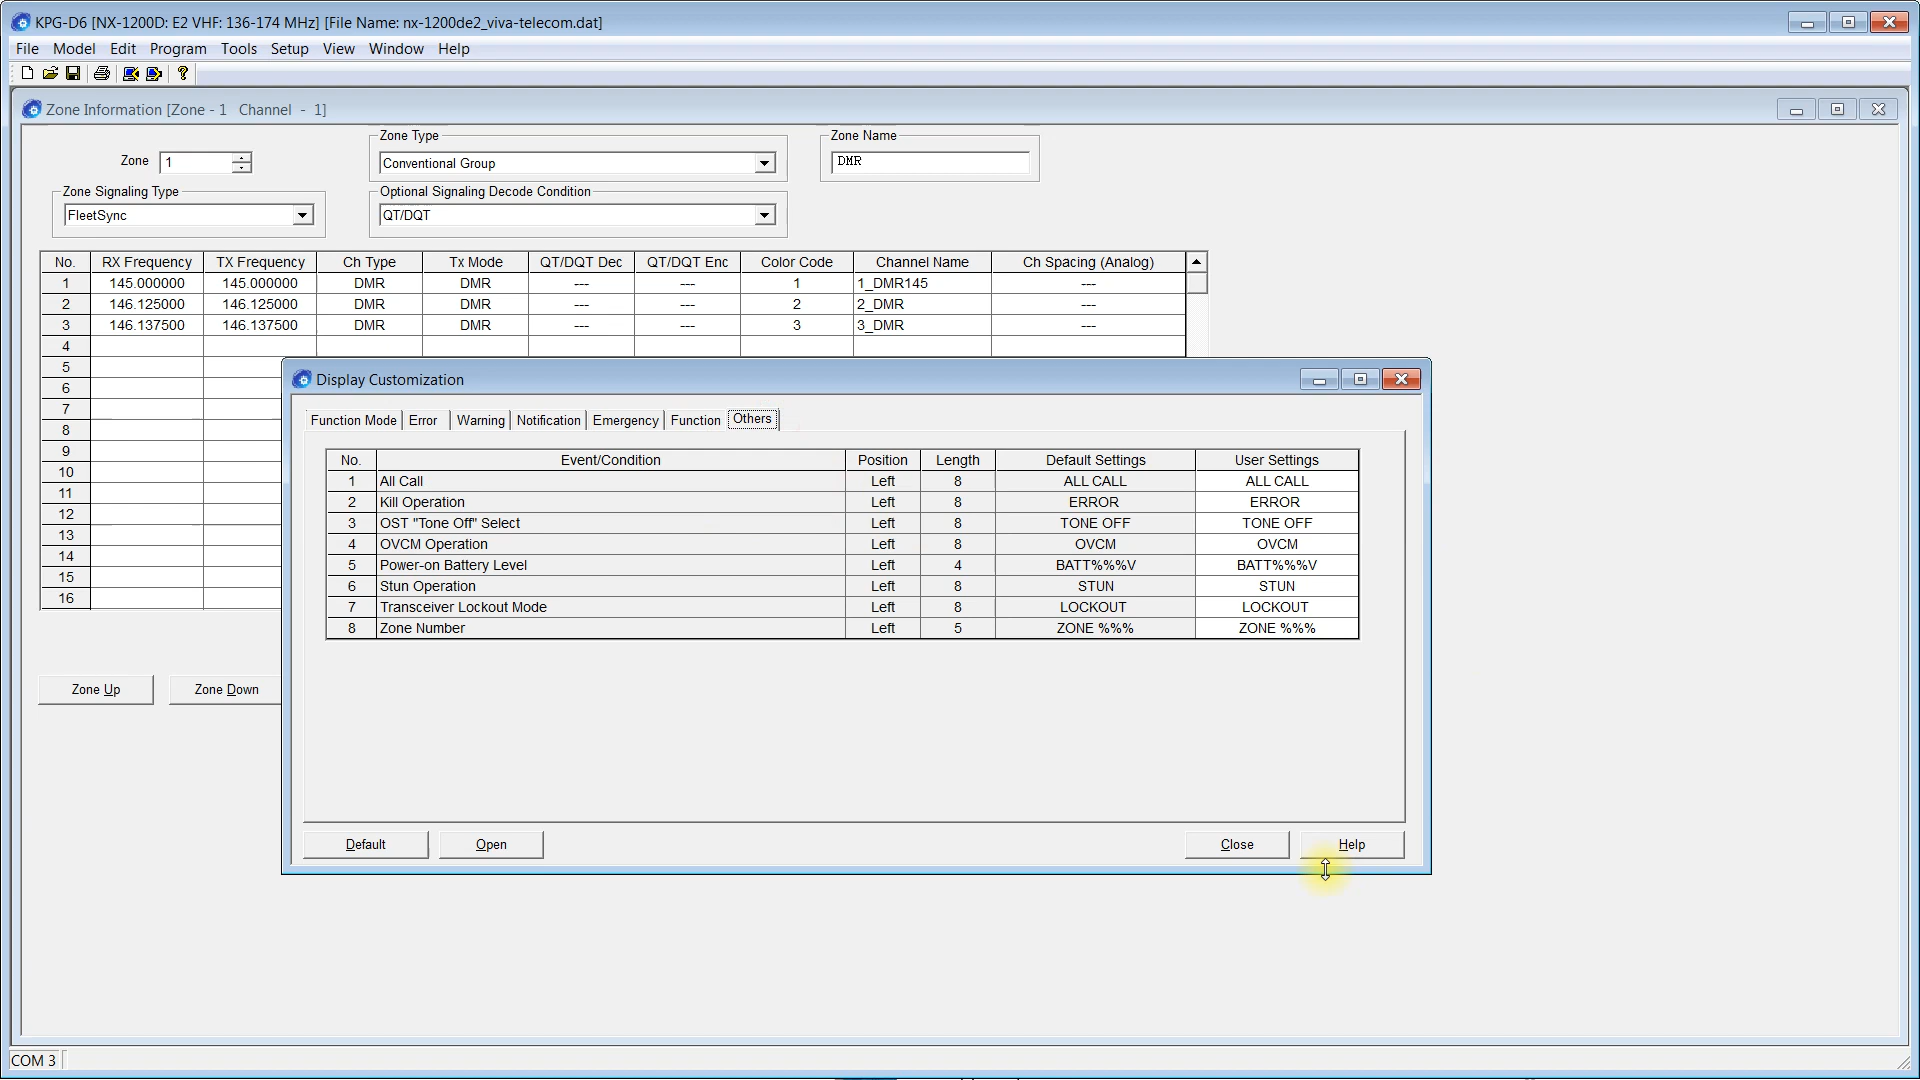 KPG-D6 [NX-1200D: E2 VHF: 136-174 MHz] [File Name: nx-1200de2_viva-telecom.dat]
File Model Edit Program Tools Setup View Window Help
Zone Information [Zone - 1 Channel - 1]
Zone Type
Zone Name
Zone 1
Conventional Group
DMR
Zone Signaling Type
Optional Signaling Decode Condition
FleetSync
QT/DQT
No. RX Frequency TX Frequency Ch Type Tx Mode QT/DQT Dec QT/DQT Enc Color Code Channel Name Ch Spacing (Analog)
1 145.000000 145.000000 DMR DMR --- --- 1 1_DMR145 ---
2 146.125000 146.125000 DMR DMR --- --- 2 2_DMR ---
3 146.137500 146.137500 DMR DMR --- --- 3 3_DMR ---
4
5
6
7
8
9
10
11
12
13
14
15
16
Zone Up Zone Down
Display Customization
Function Mode Error Warning Notification Emergency Function Others
No. Event/Condition Position Length Default Settings User Settings
1 All Call Left 8 ALL CALL ALL CALL
2 Kill Operation Left 8 ERROR ERROR
3 OST "Tone Off" Select Left 8 TONE OFF TONE OFF
4 OVCM Operation Left 8 OVCM OVCM
5 Power-on Battery Level Left 4 BATT%%%V BATT%%%V
6 Stun Operation Left 8 STUN STUN
7 Transceiver Lockout Mode Left 8 LOCKOUT LOCKOUT
8 Zone Number Left 5 ZONE %%% ZONE %%%
Default Open Close Help
COM 3